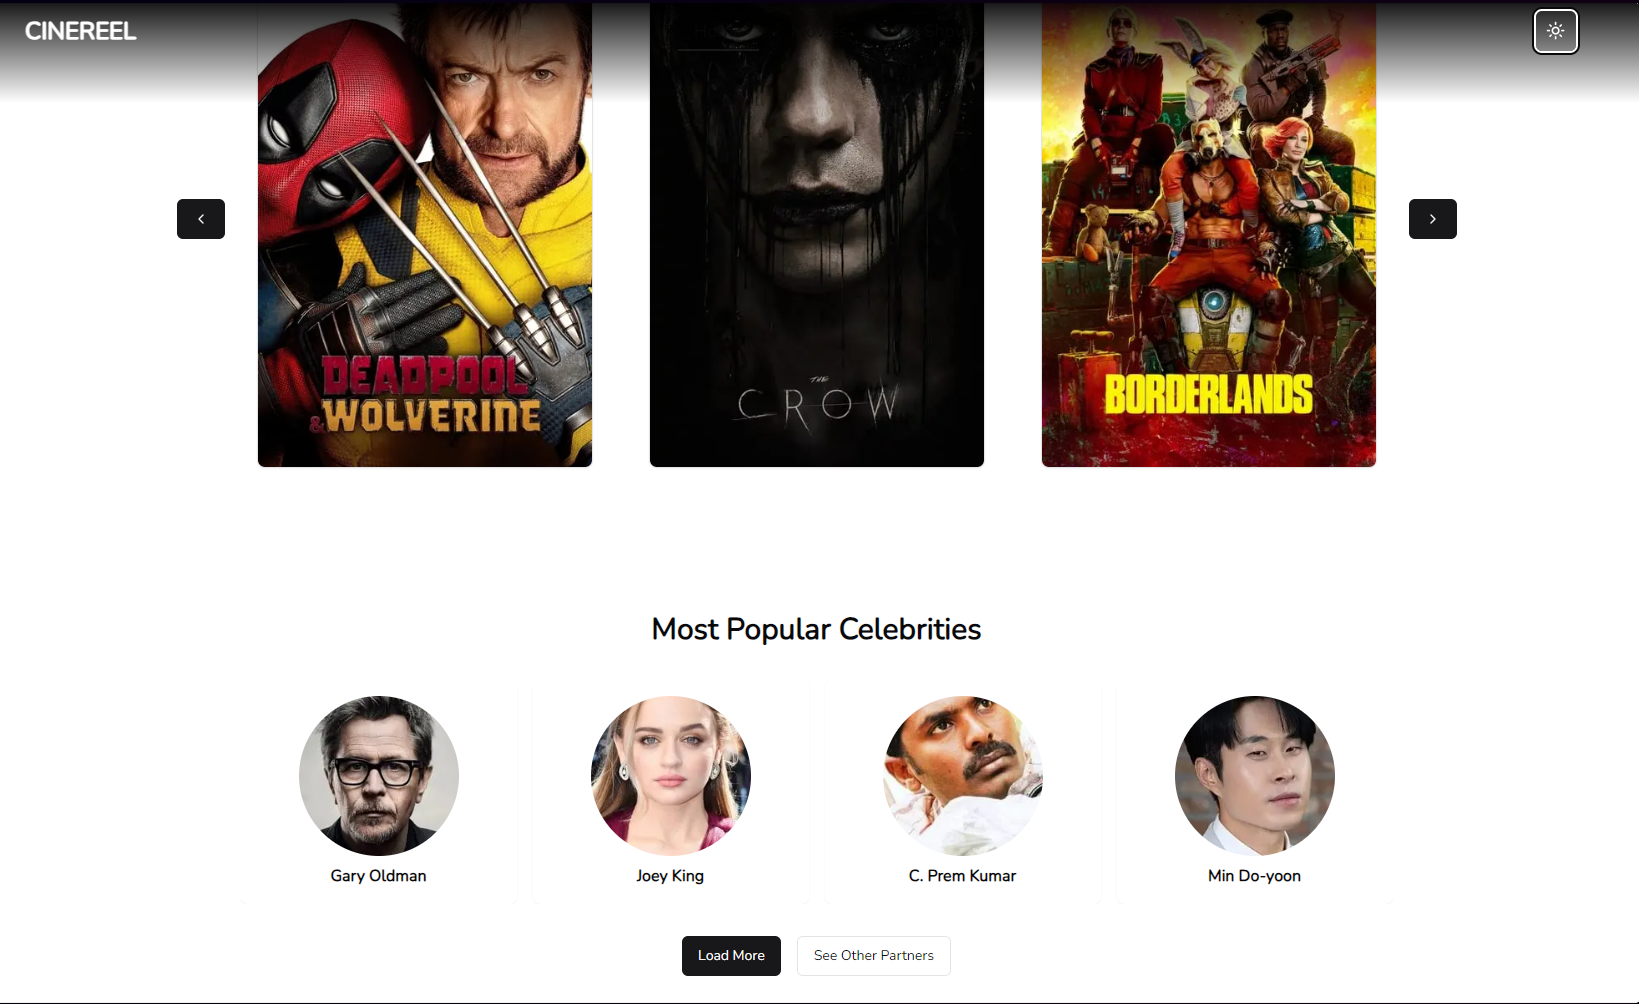 CINEREEL
DEADPOOL
& WOLVERINE
THE
CROW
BORDERLANDS
Most Popular Celebrities
Gary Oldman
Joey King
C. Prem Kumar
Min Do-yoon
Load More
See Other Partners